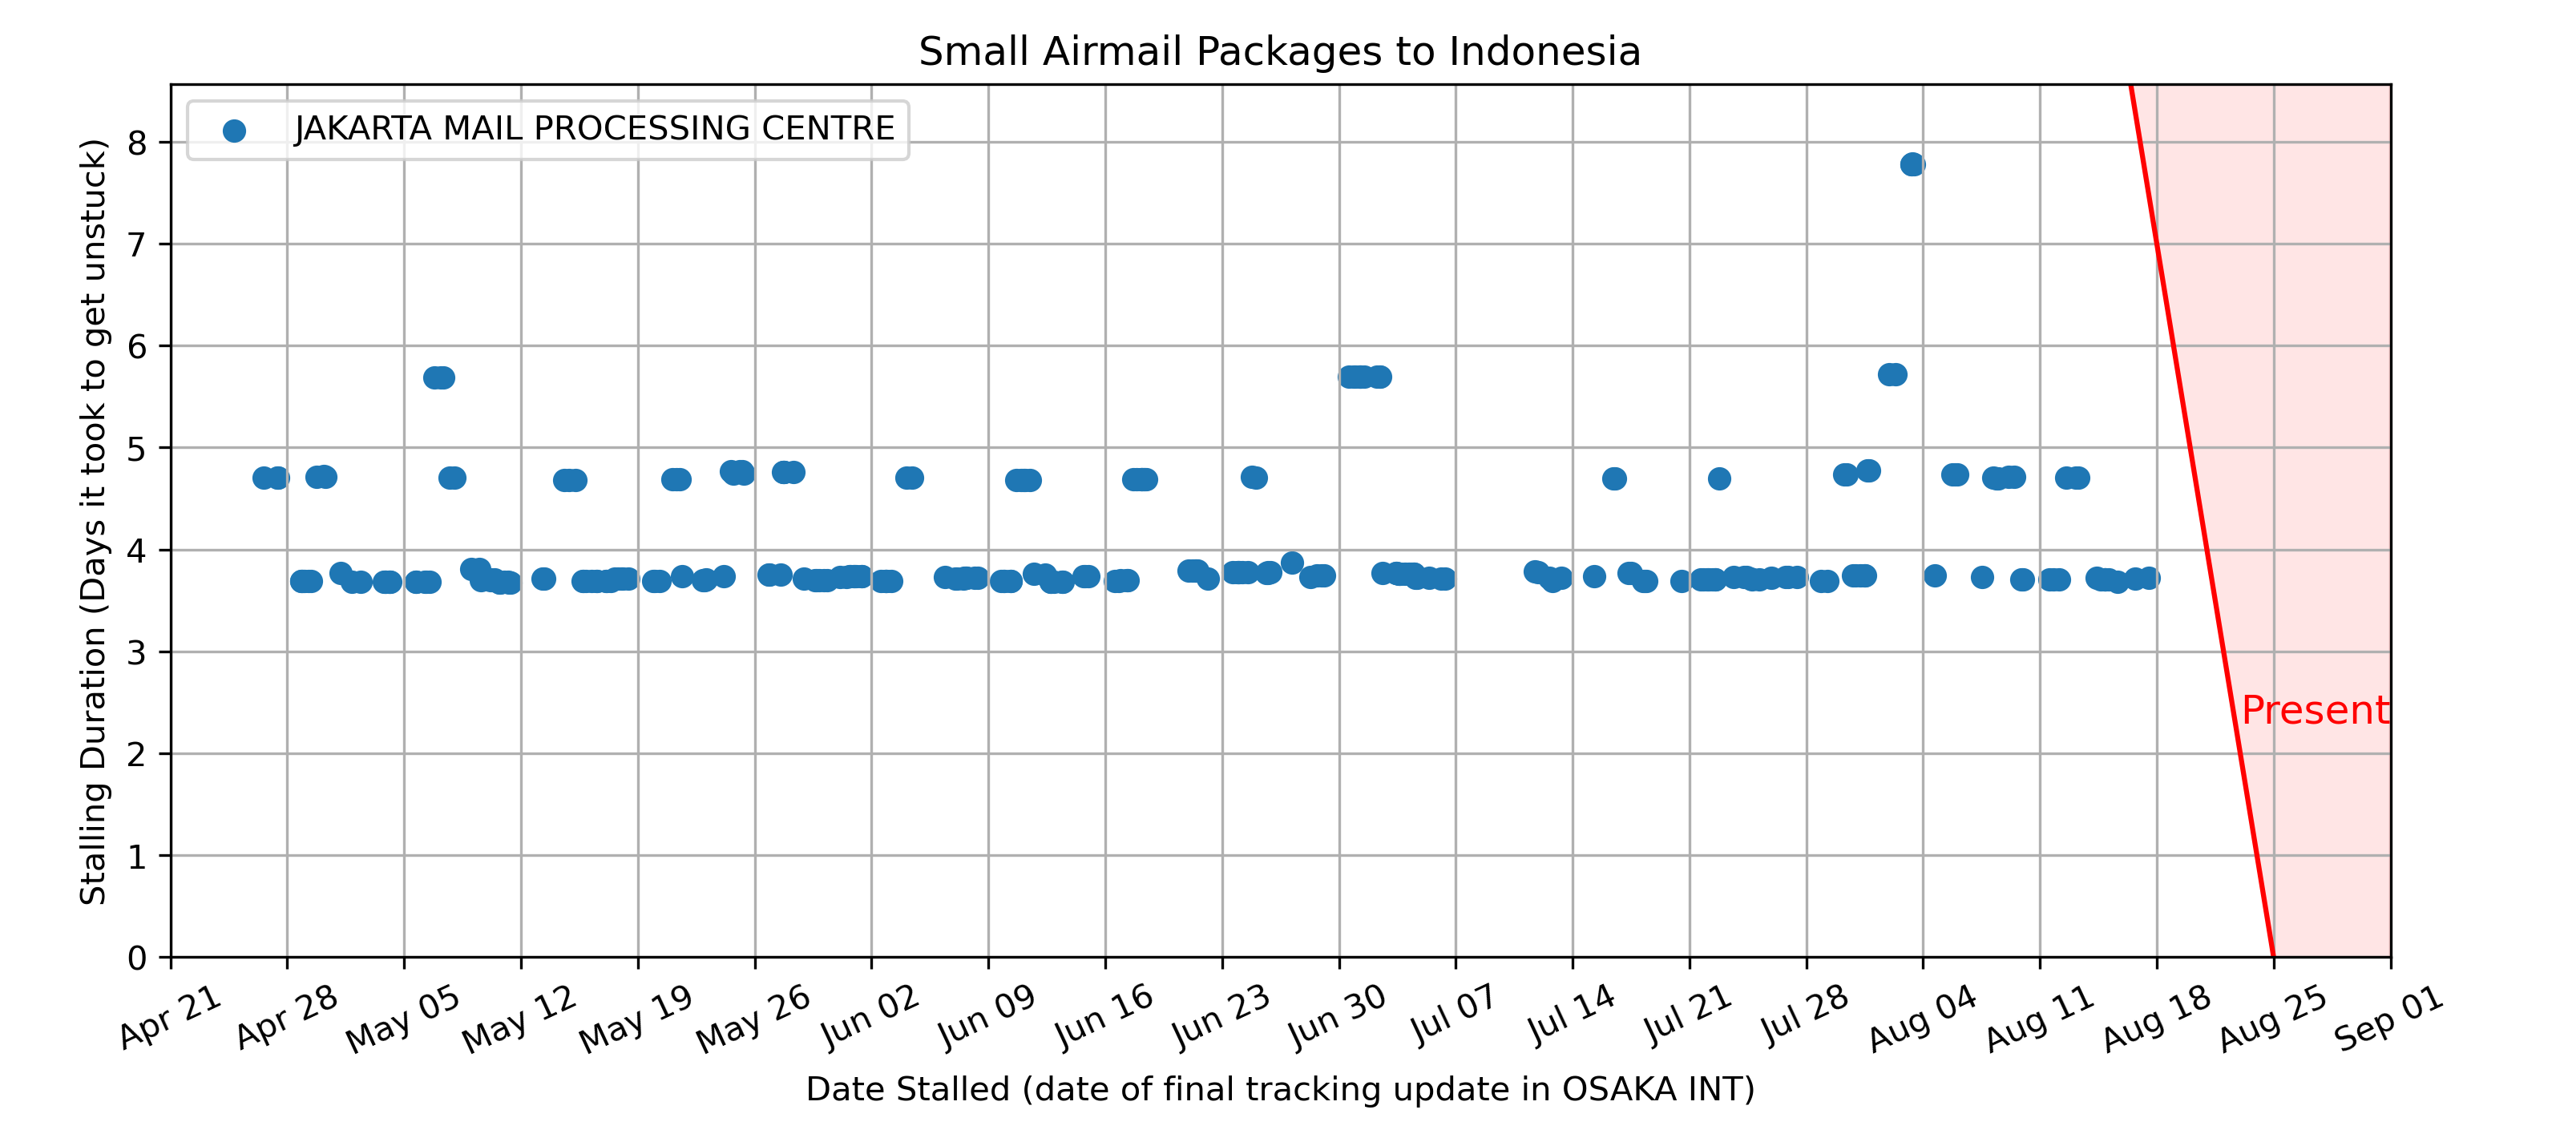 Small Airmail Packages to Indonesia
JAKARTA MAIL PROCESSING CENTRE
Stalling Duration (Days it took to get unstuck)
8
7
6
5
4
3
2
1
0
Present
Apr 21
Apr 28
May 05
May 12
May 19
May 26
Jun 02
Jun 09
Jun 16
Jun 23
Jun 30
Jul 07
Jul 14
Jul 21
Jul 28
Aug 04
Aug 11
Aug 18
Aug 25
Sep 01
Date Stalled (date of final tracking update in OSAKA INT)